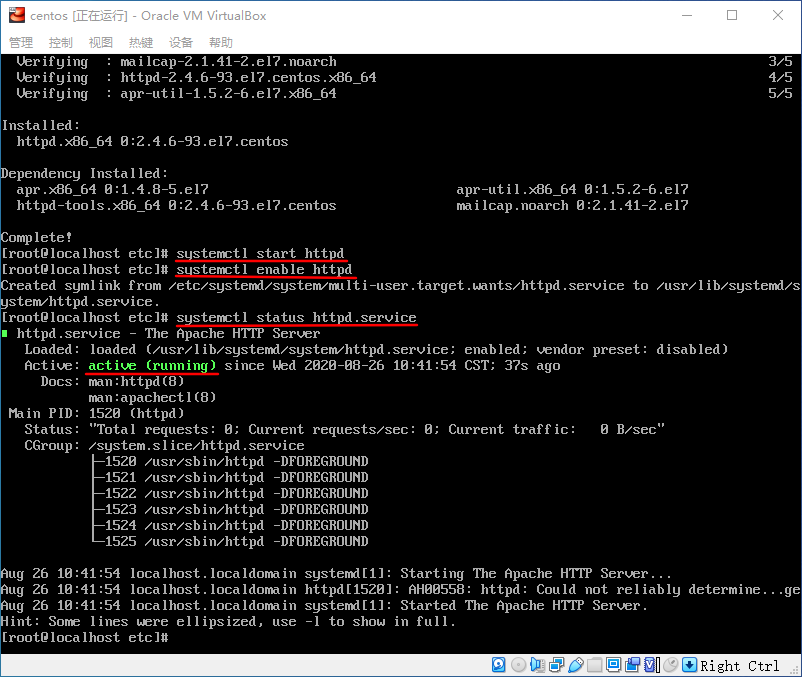 centos [正在运行] - Oracle VM VirtualBox
管理 控制 视图 热键 设备 帮助
  Verifying  : mailcap-2.1.41-2.el7.noarch                                                      3/5
  Verifying  : httpd-2.4.6-93.el7.centos.x86_64                                                 4/5
  Verifying  : apr-util-1.5.2-6.el7.x86_64                                                      5/5
Installed:
  httpd.x86_64 0:2.4.6-93.el7.centos
Dependency Installed:
  apr.x86_64 0:1.4.8-5.el7                               apr-util.x86_64 0:1.5.2-6.el7
  httpd-tools.x86_64 0:2.4.6-93.el7.centos               mailcap.noarch 0:2.1.41-2.el7
Complete!
[root@localhost etc]# systemctl start httpd
[root@localhost etc]# systemctl enable httpd
Created symlink from /etc/systemd/system/multi-user.target.wants/httpd.service to /usr/lib/systemd/s
ystem/httpd.service.
[root@localhost etc]# systemctl status httpd.service
httpd.service - The Apache HTTP Server
   Loaded: loaded (/usr/lib/systemd/system/httpd.service; enabled; vendor preset: disabled)
   Active: active (running) since Wed 2020-08-26 10:41:54 CST; 37s ago
     Docs: man:httpd(8)
           man:apachectl(8)
 Main PID: 1520 (httpd)
   Status: "Total requests: 0; Current requests/sec: 0; Current traffic:   0 B/sec"
   CGroup: /system.slice/httpd.service
           ├─1520 /usr/sbin/httpd -DFOREGROUND
           ├─1521 /usr/sbin/httpd -DFOREGROUND
           ├─1522 /usr/sbin/httpd -DFOREGROUND
           ├─1523 /usr/sbin/httpd -DFOREGROUND
           ├─1524 /usr/sbin/httpd -DFOREGROUND
           └─1525 /usr/sbin/httpd -DFOREGROUND
Aug 26 10:41:54 localhost.localdomain systemd[1]: Starting The Apache HTTP Server...
Aug 26 10:41:54 localhost.localdomain httpd[1520]: AH00558: httpd: Could not reliably determine...ge
Aug 26 10:41:54 localhost.localdomain systemd[1]: Started The Apache HTTP Server.
Hint: Some lines were ellipsized, use -l to show in full.
[root@localhost etc]#
Right Ctrl